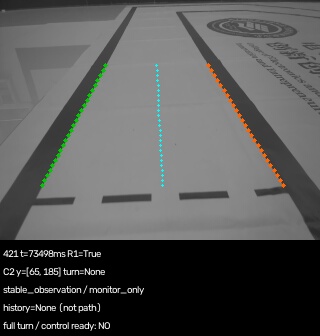 421 t=73498ms R1=True
C2 y=[65, 185] turn=None
stable_observation / monitor_only
history=None (not path)
full turn / control ready: NO